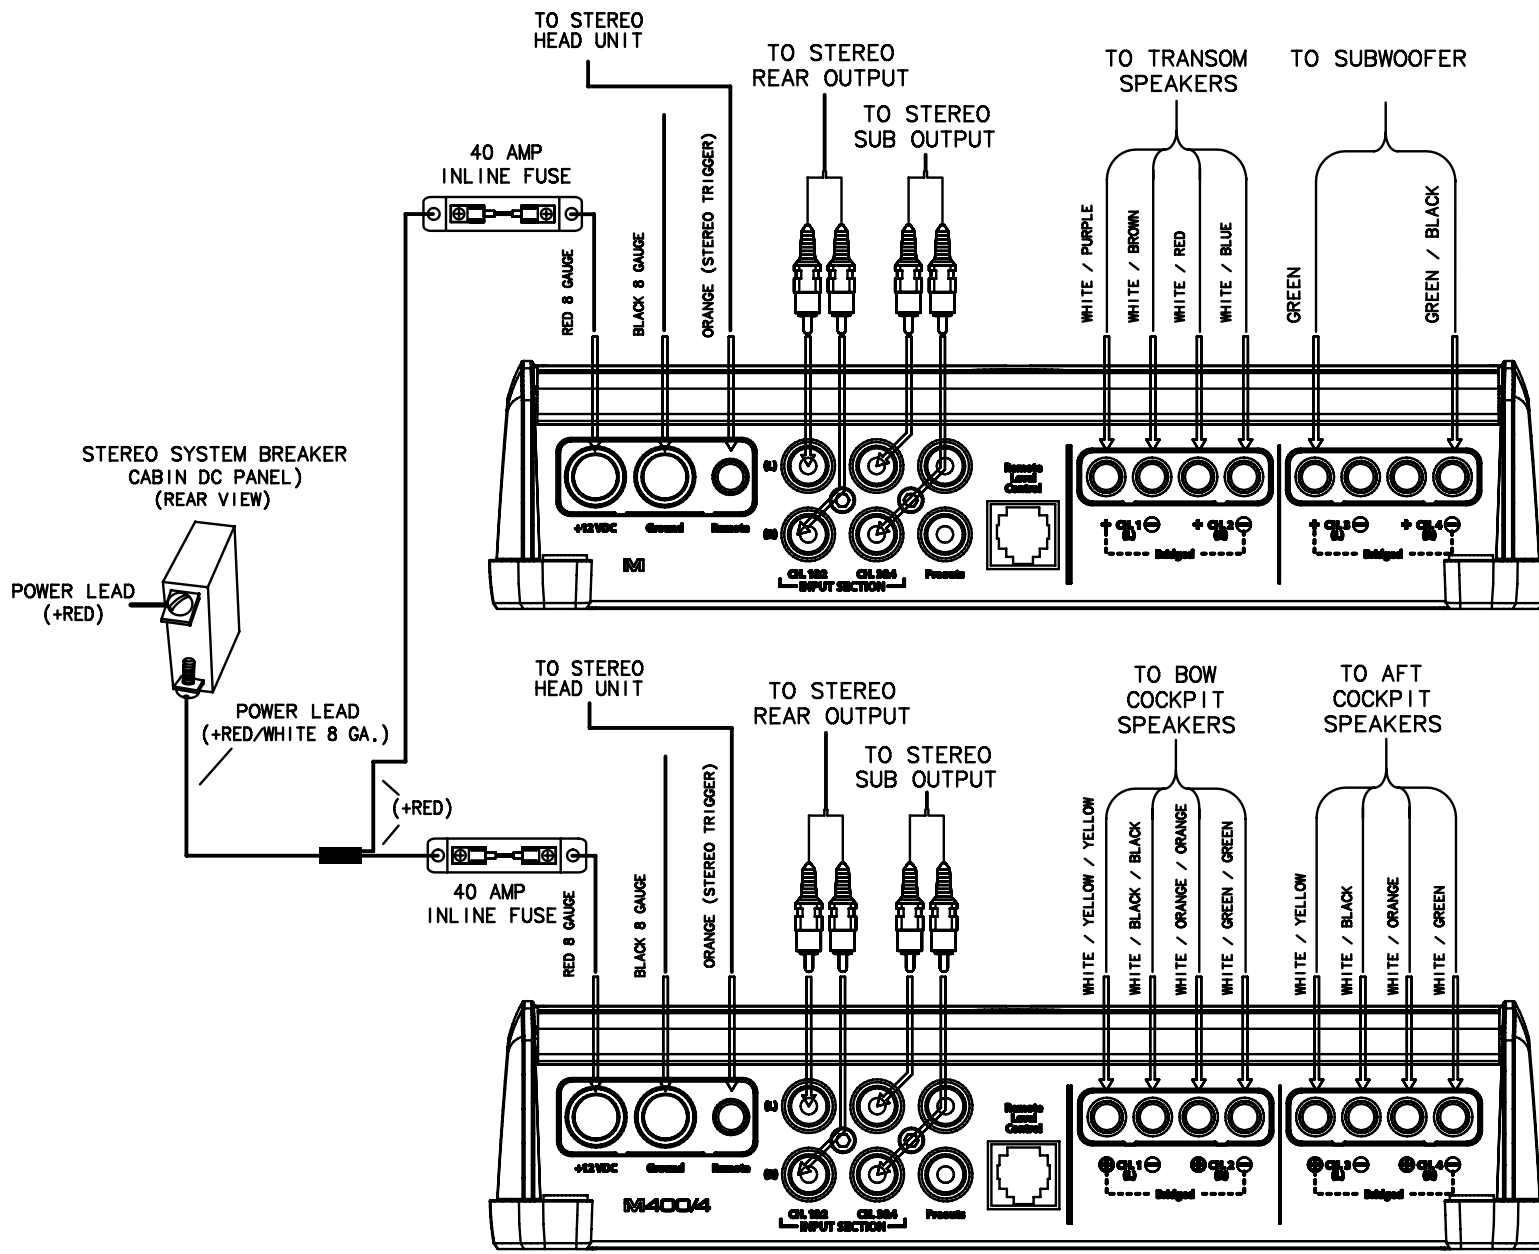 TO STEREO
HEAD UNIT
TO STEREO
REAR OUTPUT
TO STEREO
SUB OUTPUT
TO TRANSOM
SPEAKERS
TO SUBWOOFER
40 AMP
INLINE FUSE
RED 8 GAUGE
BLACK 8 GAUGE
ORANGE (STEREO TRIGGER)
WHITE / PURPLE
WHITE / BROWN
WHITE / RED
WHITE / BLUE
GREEN
GREEN / BLACK
STEREO SYSTEM BREAKER
CABIN DC PANEL)
(REAR VIEW)
POWER LEAD
(+RED)
(L)
(R)
Remote
Level
Control
+12VDC
Ground
Remote
M
CH. 1&2
CH. 3&4
Presets
INPUT SECTION
+ CH. 1 -
(L)
+ CH. 2 -
(R)
Bridged
+ CH. 3 -
(L)
+ CH. 4 -
(R)
Bridged
POWER LEAD
(+RED/WHITE 8 GA.)
(+RED)
40 AMP
INLINE FUSE
TO STEREO
HEAD UNIT
TO STEREO
REAR OUTPUT
TO STEREO
SUB OUTPUT
TO BOW
COCKPIT
SPEAKERS
TO AFT
COCKPIT
SPEAKERS
RED 8 GAUGE
BLACK 8 GAUGE
ORANGE (STEREO TRIGGER)
WHITE / YELLOW / YELLOW
WHITE / BLACK / BLACK
WHITE / ORANGE / ORANGE
WHITE / GREEN / GREEN
WHITE / YELLOW
WHITE / BLACK
WHITE / ORANGE
WHITE / GREEN
(L)
(R)
Remote
Level
Control
+12VDC
Ground
Remote
M400/4
CH. 1&2
CH. 3&4
Presets
INPUT SECTION
+ CH. 1 -
(L)
+ CH. 2 -
(R)
Bridged
+ CH. 3 -
(L)
+ CH. 4 -
(R)
Bridged